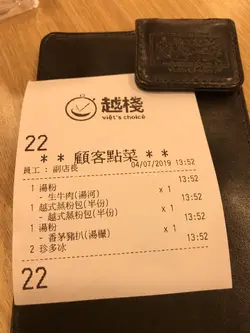 越棧
việt's choice
22
** 顧客點菜 **
員工 : 副店長 04/07/2019 13:52
1 湯粉 13:52
- 生牛肉(湯河) x 1
1 越式蒸粉包(半份) 13:52
- 越式蒸粉包(半份) x 1
1 湯粉 13:52
- 香茅豬扒(湯檬) x 1
2 珍多冰 13:52
22